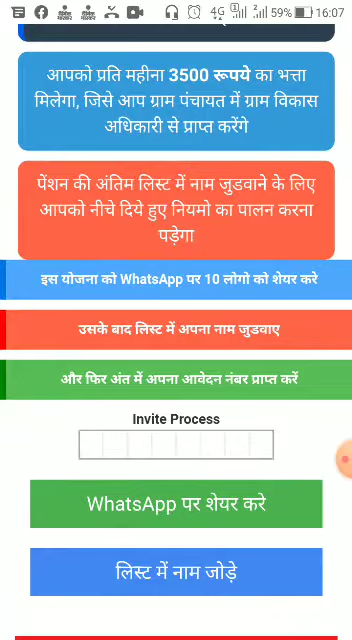 4G 1 2 59% 16:07
आपको प्रति महीना 3500 रूपये का भत्ता
मिलेगा, जिसे आप ग्राम पंचायत में ग्राम विकास
अधिकारी से प्राप्त करेंगे
पेंशन की अंतिम लिस्ट में नाम जुडवाने के लिए
आपको नीचे दिये हुए नियमो का पालन करना
पड़ेगा
इस योजना को WhatsApp पर 10 लोगो को शेयर करे
उसके बाद लिस्ट में अपना नाम जुडवाए
और फिर अंत में अपना आवेदन नंबर प्राप्त करें
Invite Process
WhatsApp पर शेयर करे
लिस्ट में नाम जोड़े